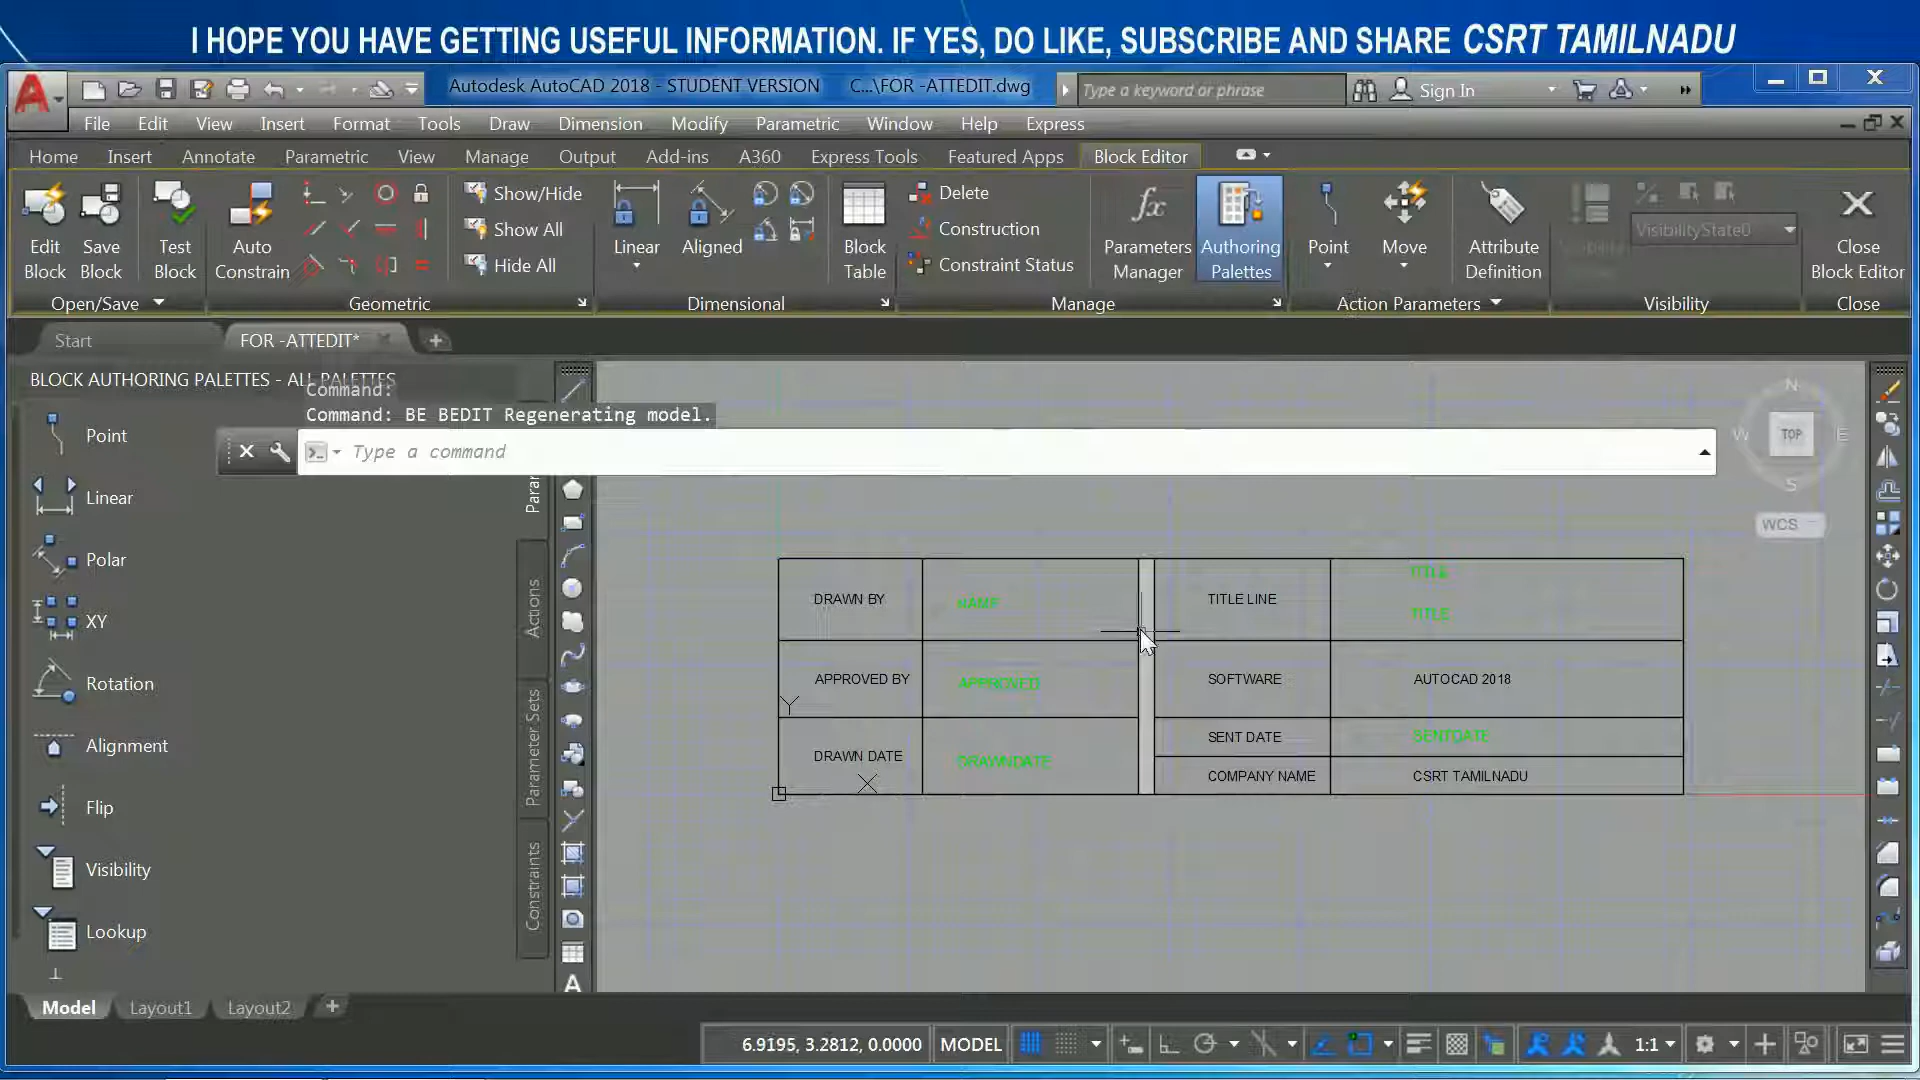 I HOPE YOU HAVE GETTING USEFUL INFORMATION. IF YES, DO LIKE, SUBSCRIBE AND SHARE CSRT TAMILNADU
Autodesk AutoCAD 2018 - STUDENT VERSION C...\FOR -ATTEDIT.dwg Type a keyword or phrase Sign In
File Edit View Insert Format Tools Draw Dimension Modify Parametric Window Help Express
Home Insert Annotate Parametric View Manage Output Add-ins A360 Express Tools Featured Apps Block Editor
Edit Block
Save Block
Test Block
Auto Constrain
Show/Hide
Show All
Hide All
Linear
Aligned
Block Table
Delete
Construction
Constraint Status
fx
Parameters Manager
Authoring Palettes
Point
Move
Attribute Definition
VisibilityState0
Close Block Editor
Open/Save Geometric Dimensional Manage Action Parameters Visibility Close
Start FOR -ATTEDIT*
BLOCK AUTHORING PALETTES - ALL PALETTES
Command:
Command: BE BEDIT Regenerating model.
Type a command
Point
Linear
Polar
XY
Rotation
Alignment
Flip
Visibility
Lookup
Param
Actions
Parameter Sets
Constraints
N
W TOP E
S
WCS
DRAWN BY NAME TITLE LINE TITLE
TITLE
APPROVED BY APPROVED SOFTWARE AUTOCAD 2018
Y
DRAWN DATE DRAWNDATE SENT DATE SENTDATE
X
COMPANY NAME CSRT TAMILNADU
A
Model Layout1 Layout2
6.9195, 3.2812, 0.0000 MODEL 1:1